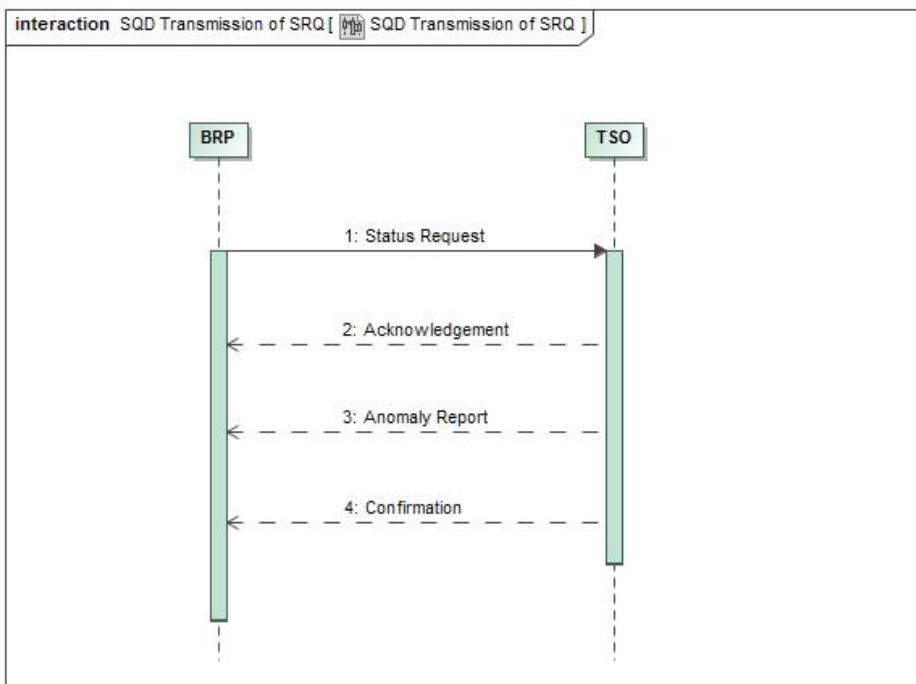 interaction SQD Transmission of SRQ [ SQD Transmission of SRQ ]
BRP
TSO
1: Status Request
2: Acknowledgement
3: Anomaly Report
4: Confirmation